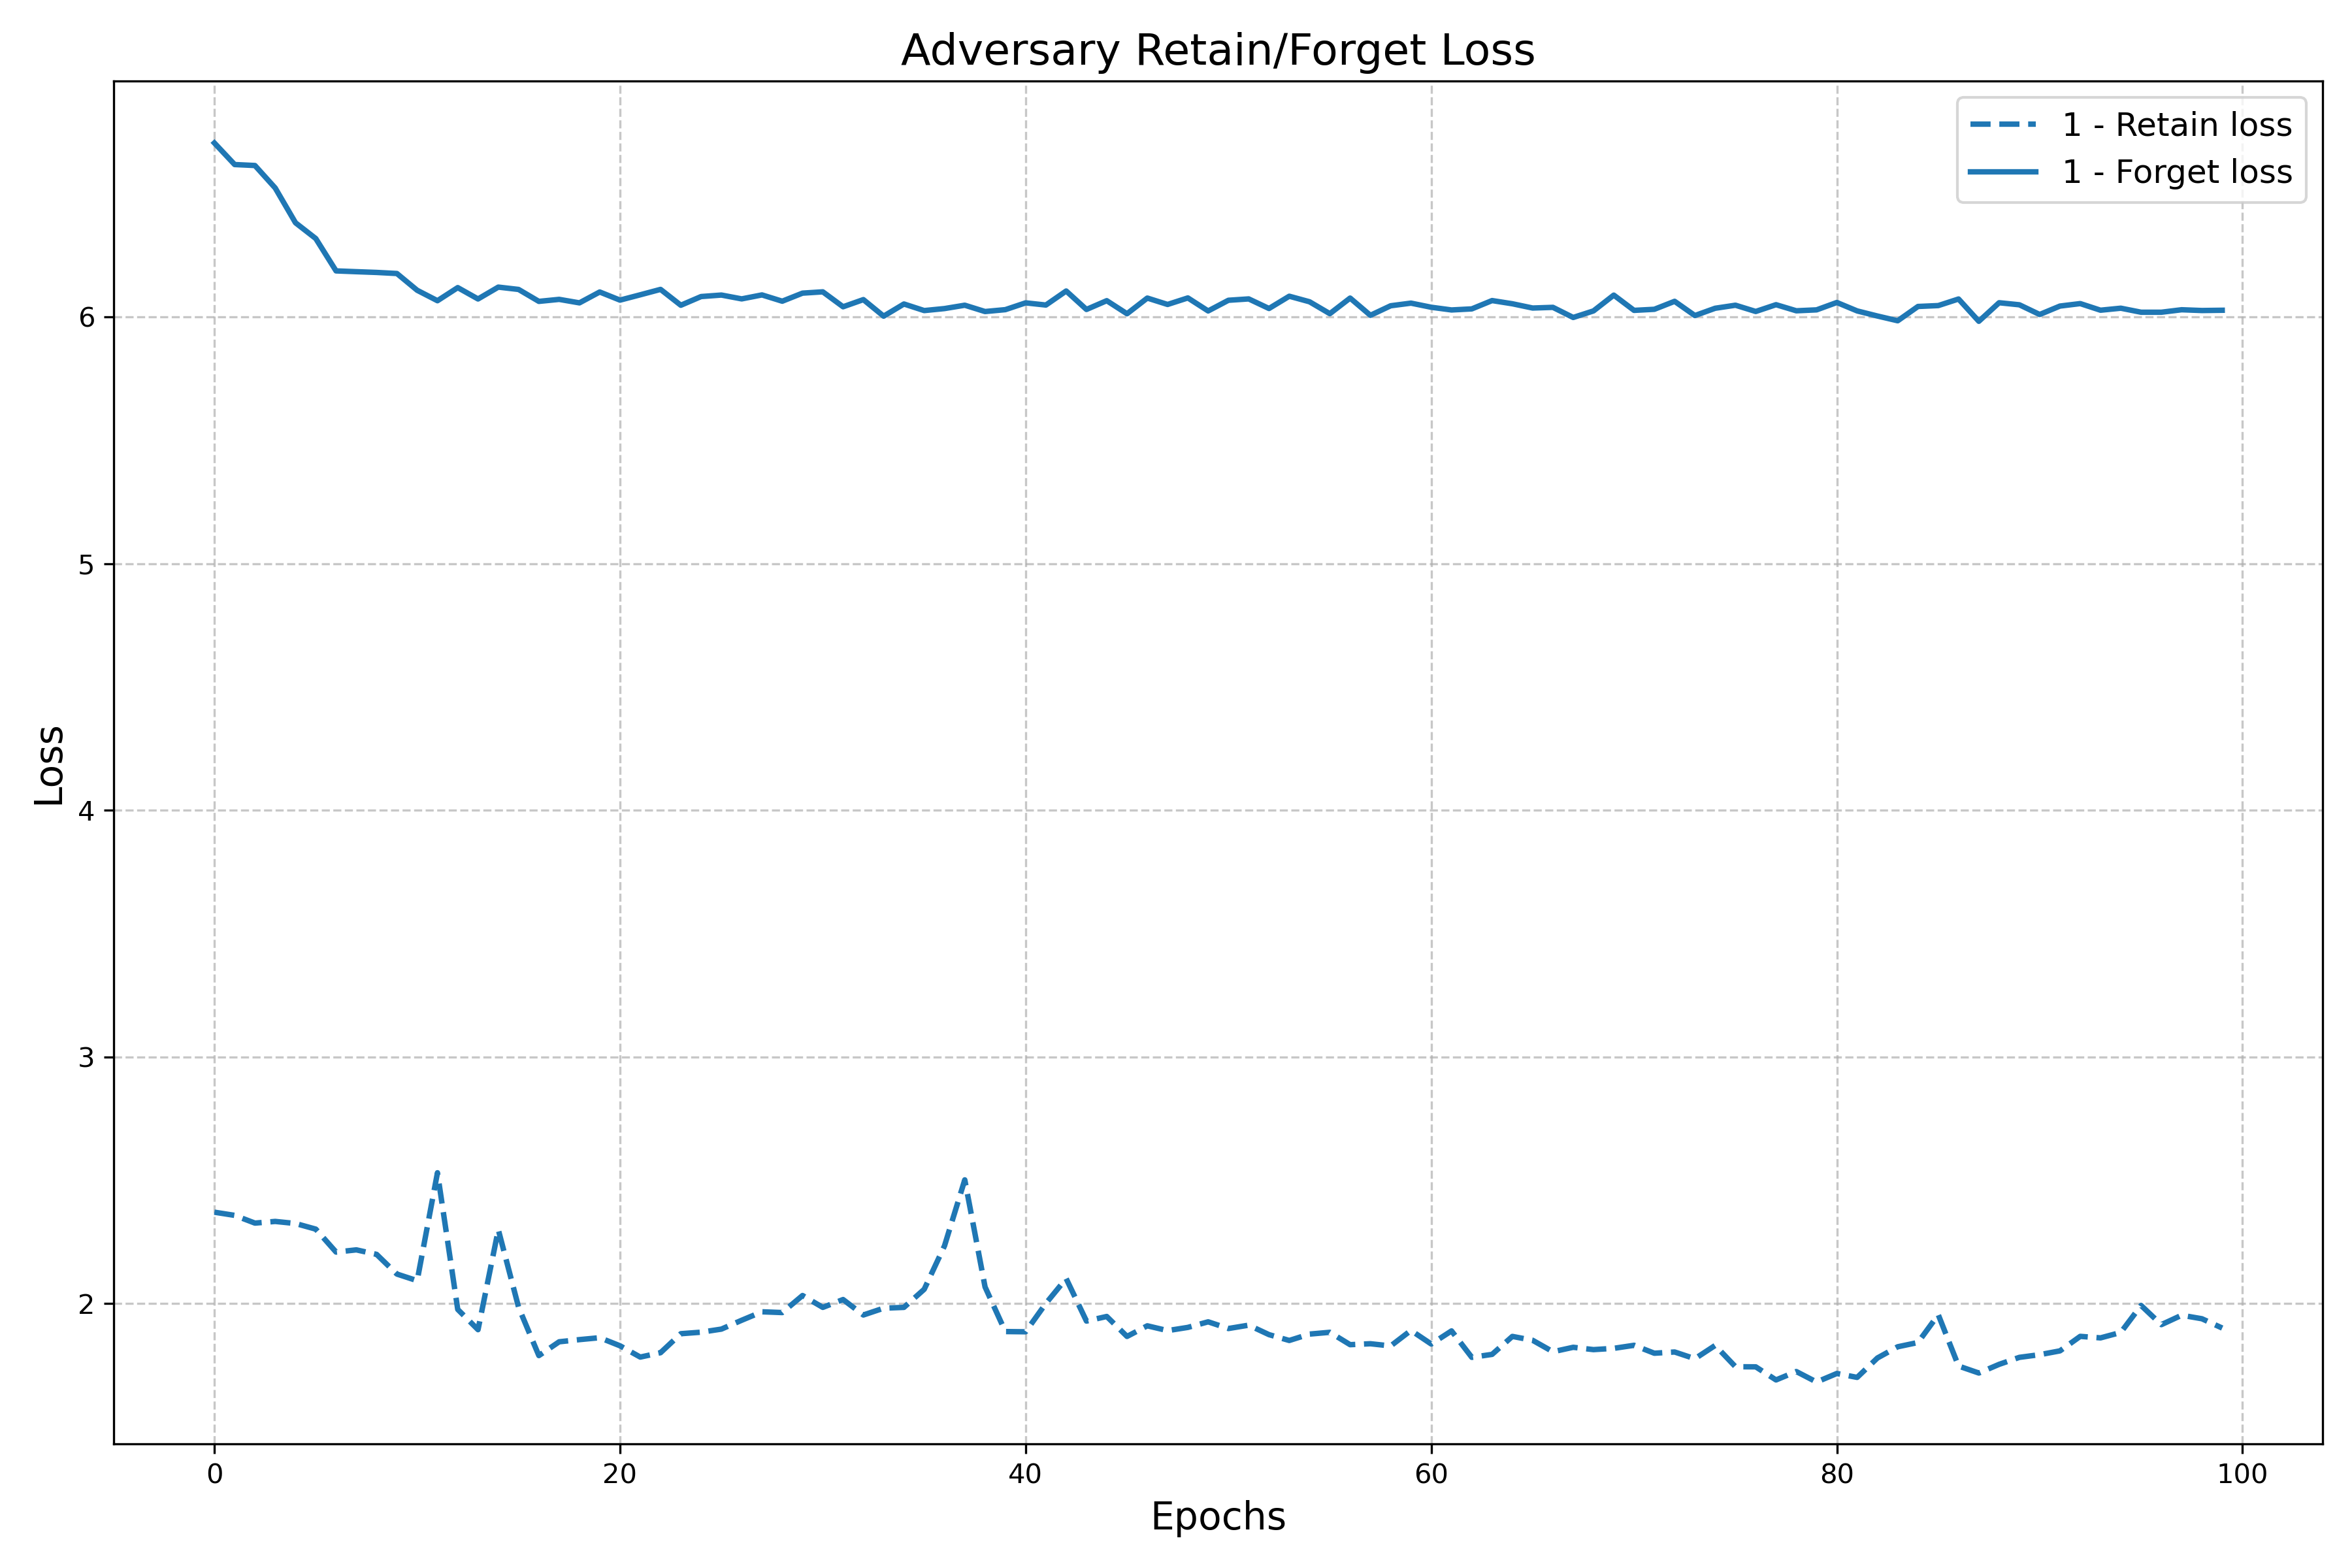 Adversary Retain/Forget Loss
1 - Retain loss
1 - Forget loss
6
5
4
3
2
Loss
0 20 40 60 80 100
Epochs